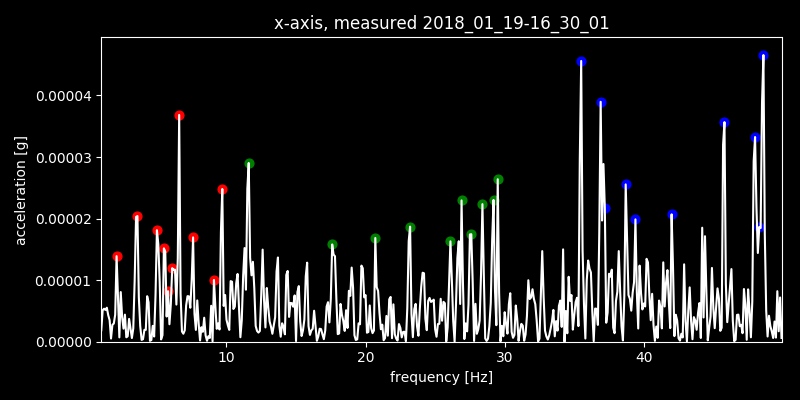 x-axis, measured 2018_01_19-16_30_01
acceleration [g]
0.00004
0.00003
0.00002
0.00001
0.00000
10 20 30 40
frequency [Hz]